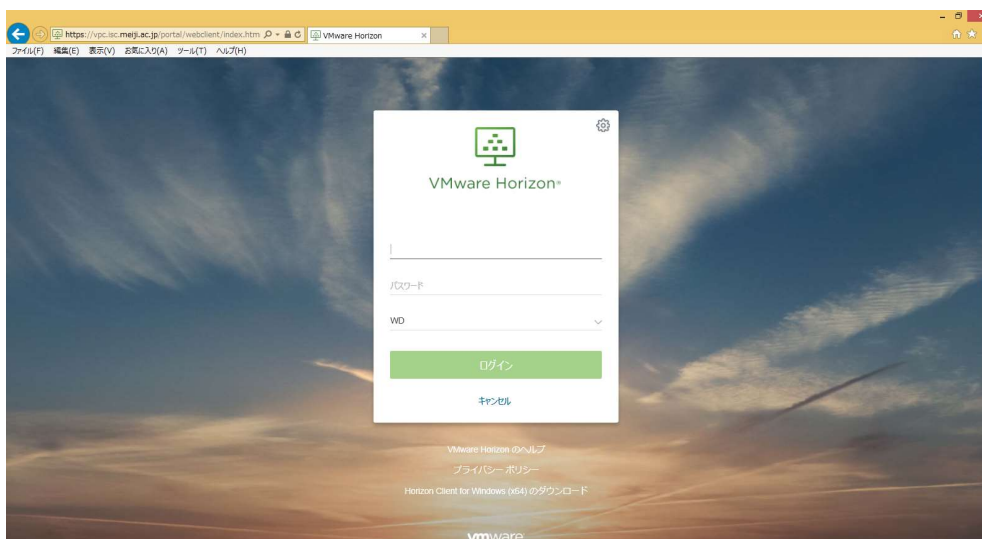 https://vpc.isc.meiji.ac.jp/portal/webclient/index.htm
VMware Horizon
ファイル(F) 編集(E) 表示(V) お気に入り(A) ツール(T) ヘルプ(H)
VMware Horizon®
パスワード
WD
ログイン
キャンセル
VMware Horizon のヘルプ
プライバシー ポリシー
Horizon Client for Windows (x64) のダウンロード
vmware